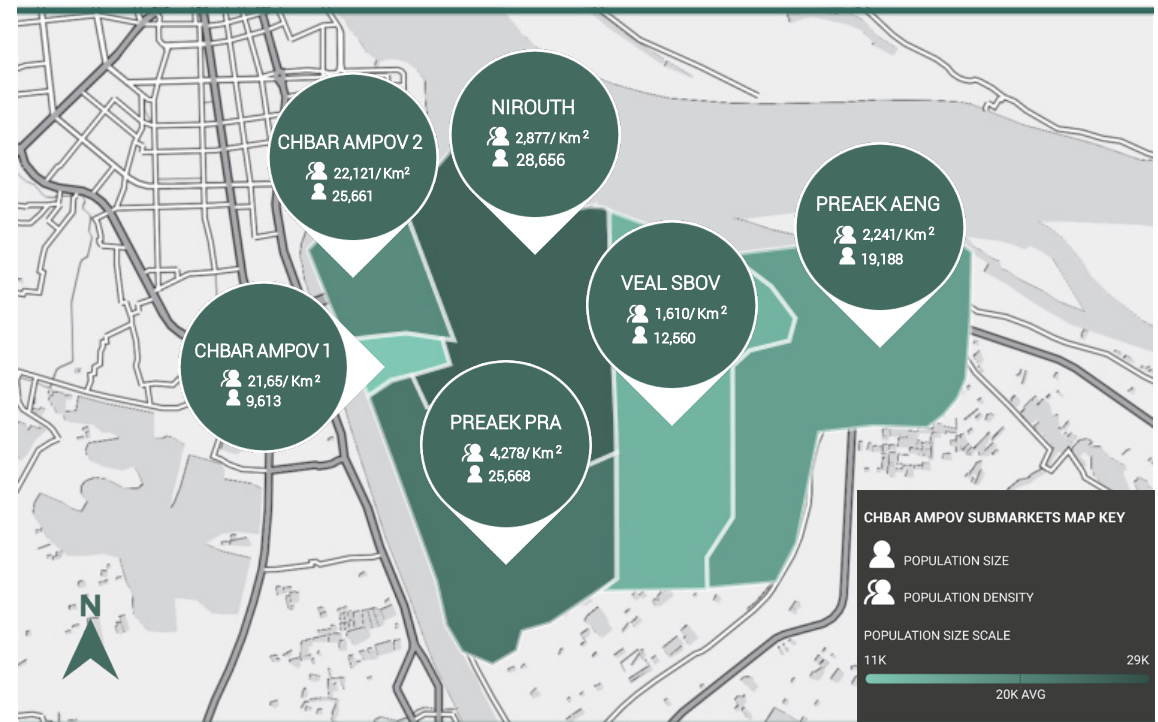 NIROUTH
2,877/ Km²
28,656
CHBAR AMPOV 2
22,121/ Km²
25,661
PREAEK AENG
2,241/ Km²
19,188
VEAL SBOV
1,610/ Km²
12,560
CHBAR AMPOV 1
21,65/ Km²
9,613
PREAEK PRA
4,278/ Km²
25,668
N
CHBAR AMPOV SUBMARKETS MAP KEY
POPULATION SIZE
POPULATION DENSITY
POPULATION SIZE SCALE
11K 29K
20K AVG